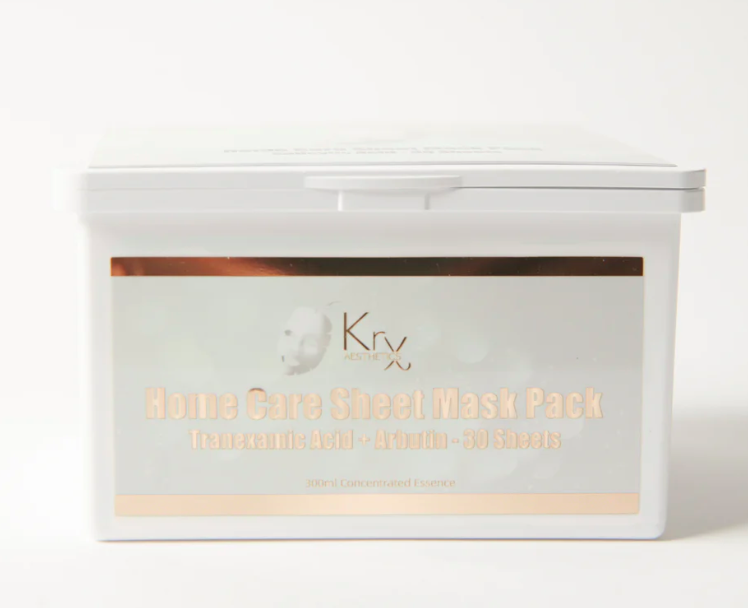 Krx
AESTHETICS
Home Care Sheet Mask Pack
Tranexamic Acid + Arbutin - 30 Sheets
300ml Concentrated Essence